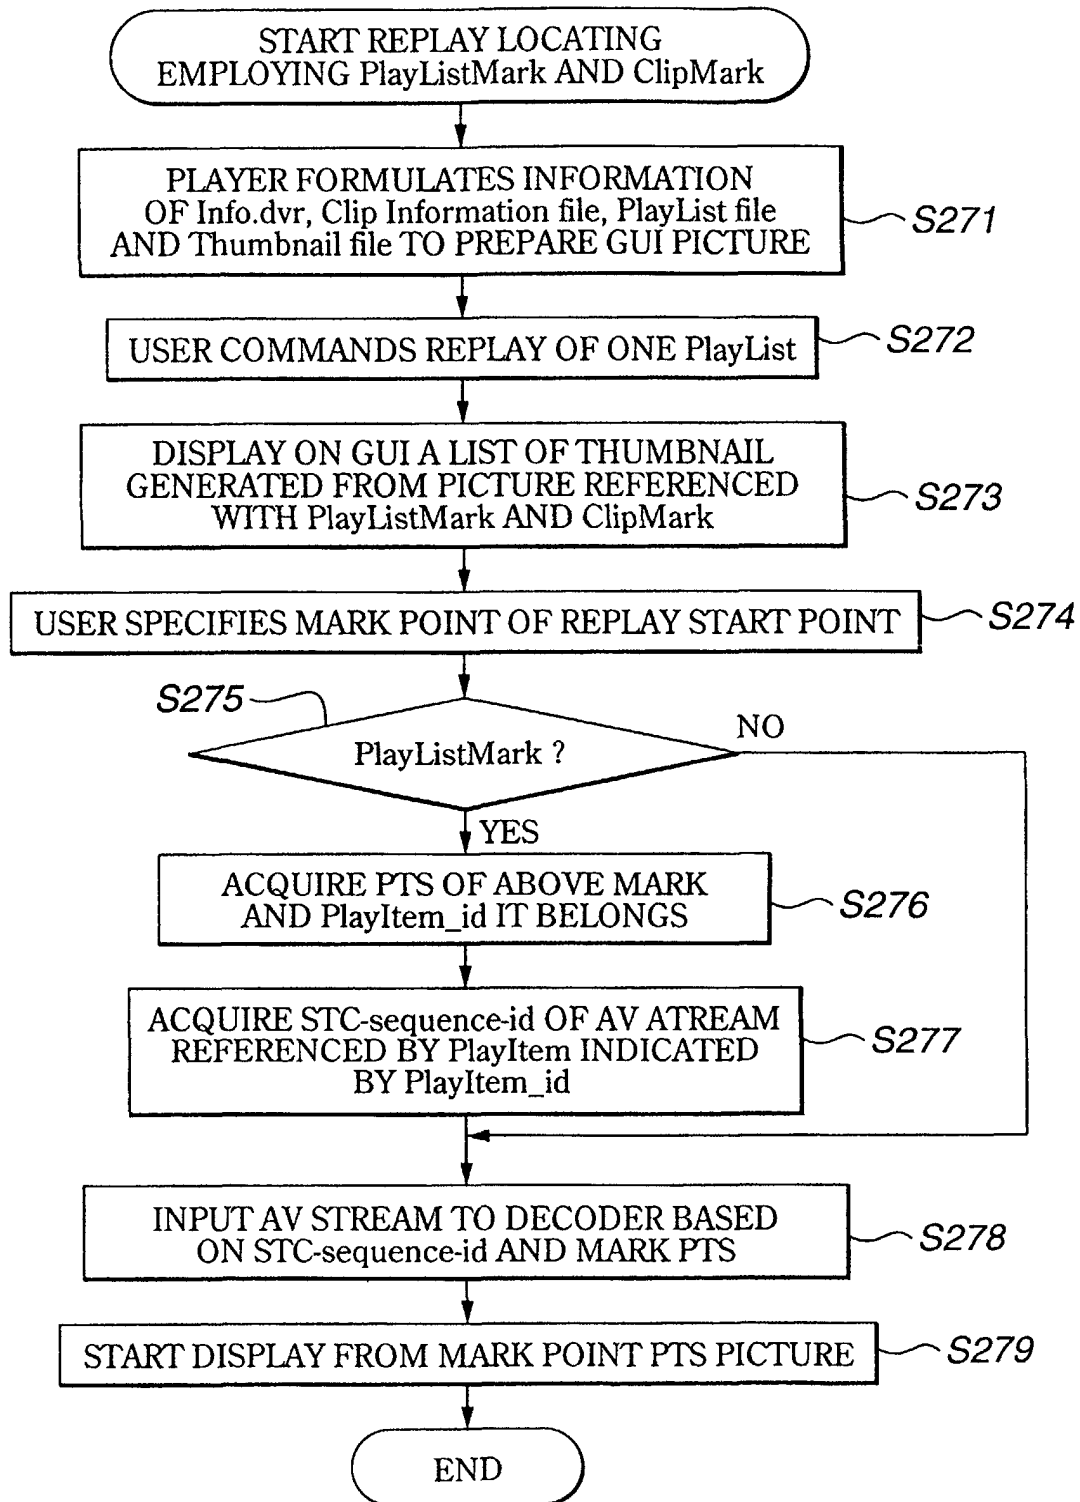 START REPLAY LOCATING
EMPLOYING PlayListMark AND ClipMark
PLAYER FORMULATES INFORMATION
OF Info.dvr, Clip Information file, PlayList file
AND Thumbnail file TO PREPARE GUI PICTURE
S271
USER COMMANDS REPLAY OF ONE PlayList
S272
DISPLAY ON GUI A LIST OF THUMBNAIL
GENERATED FROM PICTURE REFERENCED
WITH PlayListMark AND ClipMark
S273
USER SPECIFIES MARK POINT OF REPLAY START POINT
S274
S275
PlayListMark ?
NO
YES
ACQUIRE PTS OF ABOVE MARK
AND PlayItem_id IT BELONGS
S276
ACQUIRE STC-sequence-id OF AV ATREAM
REFERENCED BY PlayItem INDICATED
BY PlayItem_id
S277
INPUT AV STREAM TO DECODER BASED
ON STC-sequence-id AND MARK PTS
S278
START DISPLAY FROM MARK POINT PTS PICTURE
S279
END